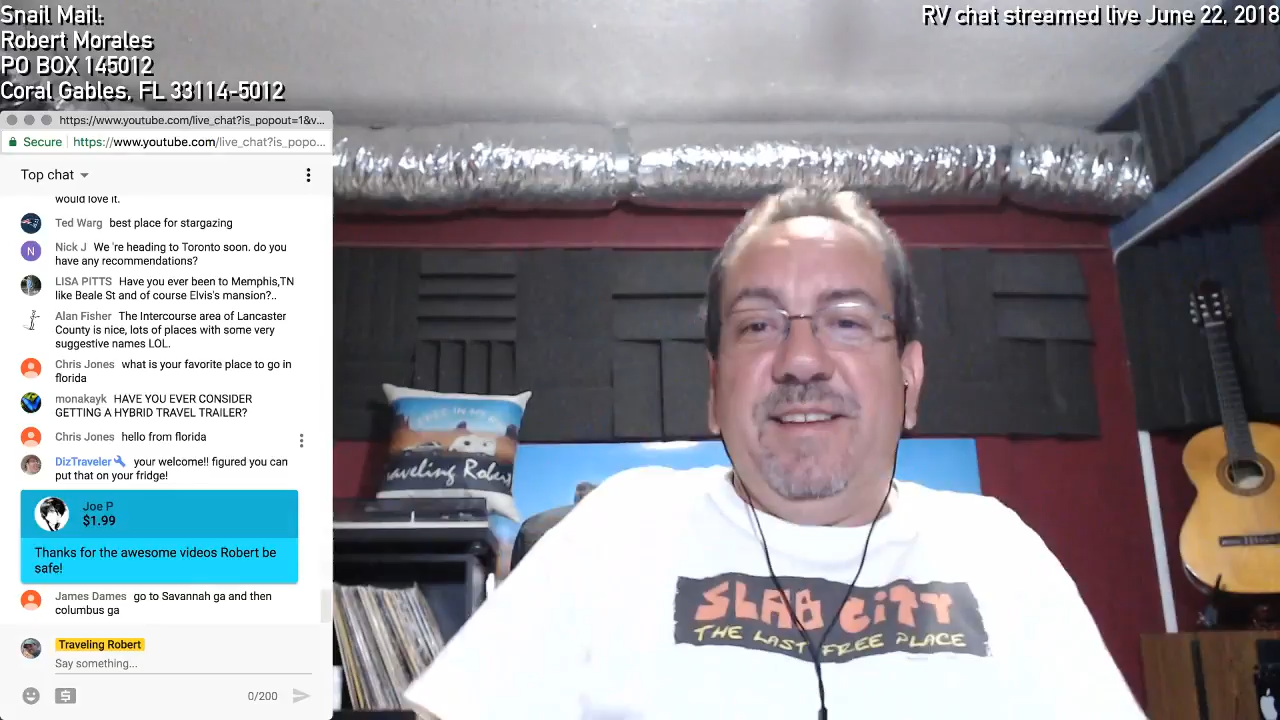 Snail Mail:
Robert Morales
PO BOX 145012
Coral Gables, FL 33114-5012
RV chat streamed live June 22, 2018
https://www.youtube.com/live_chat?is_popout=1&v...
Secure https://www.youtube.com/live_chat?is_popo...
Top chat
would love it.
Ted Warg best place for stargazing
N Nick J We 're heading to Toronto soon. do you
have any recommendations?
LISA PITTS Have you ever been to Memphis,TN
like Beale St and of course Elvis's mansion?..
Alan Fisher The Intercourse area of Lancaster
County is nice, lots of places with some very
suggestive names LOL.
Chris Jones what is your favorite place to go in
florida
monakayk HAVE YOU EVER CONSIDER
GETTING A HYBRID TRAVEL TRAILER?
Chris Jones hello from florida
DizTraveler your welcome!! figured you can
put that on your fridge!
Joe P
$1.99
Thanks for the awesome videos Robert be
safe!
James Dames go to Savannah ga and then
columbus ga
Traveling Robert
Say something...
0/200
raveling Rober
SLAB CITY
THE LAST FREE PLACE